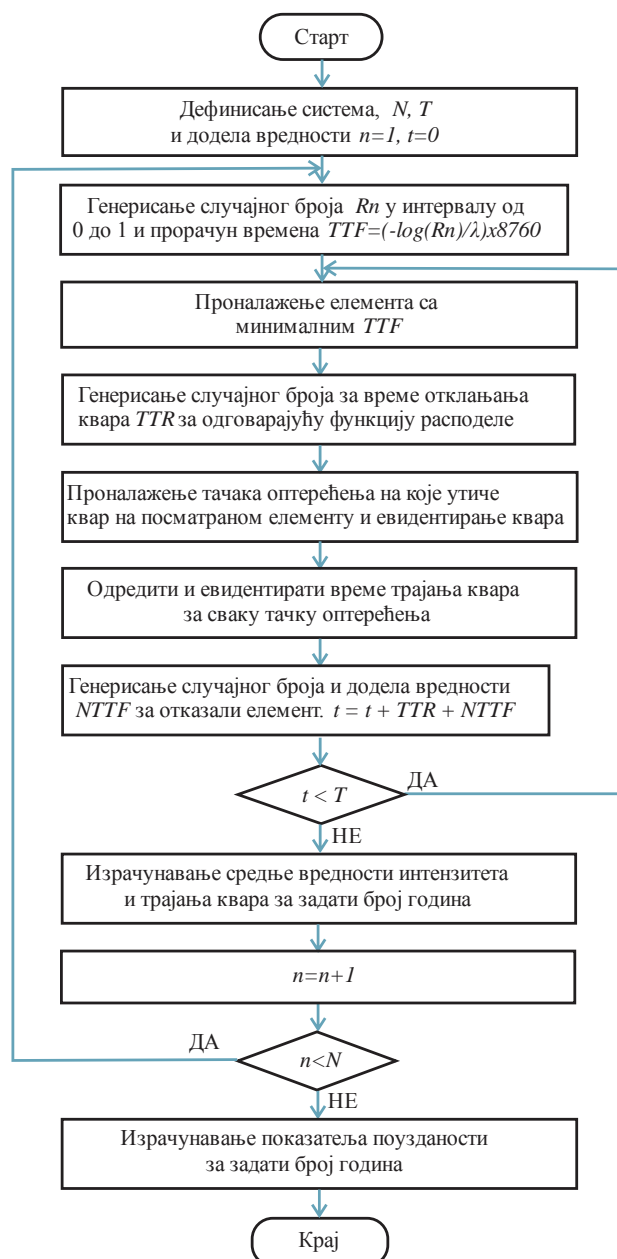 Старт
Дефинисање система, N, T
и додела вредности n=1, t=0
Генерисање случајног броја Rn у интервалу од
0 до 1 и прорачун времена TTF=(-log(Rn)/λ)x8760
Проналажење елемента са
минималним TTF
Генерисање случајног броја за време отклањања
квара TTR за одговарајућу функцију расподеле
Проналажење тачака оптерећења на које утиче
квар на посматраном елементу и евидентирање квара
Одредити и евидентирати време трајања квара
за сваку тачку оптерећења
Генерисање случајног броја и додела вредности
NTTF за отказали елемент. t = t + TTR + NTTF
t < T
ДА
НЕ
Израчунавање средње вредности интензитета
и трајања квара за задати број година
n=n+1
ДА
n<N
НЕ
Израчунавање показатеља поузданости
за задати број година
Крај